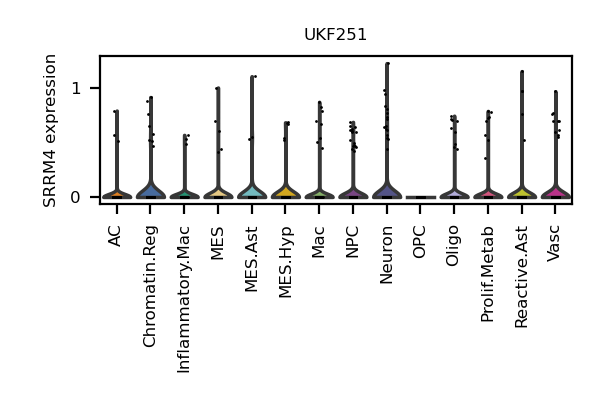 UKF251
SRRM4 expression
1
0
AC
Chromatin.Reg
Inflammatory.Mac
MES
MES.Ast
MES.Hyp
Mac
NPC
Neuron
OPC
Oligo
Prolif.Metab
Reactive.Ast
Vasc